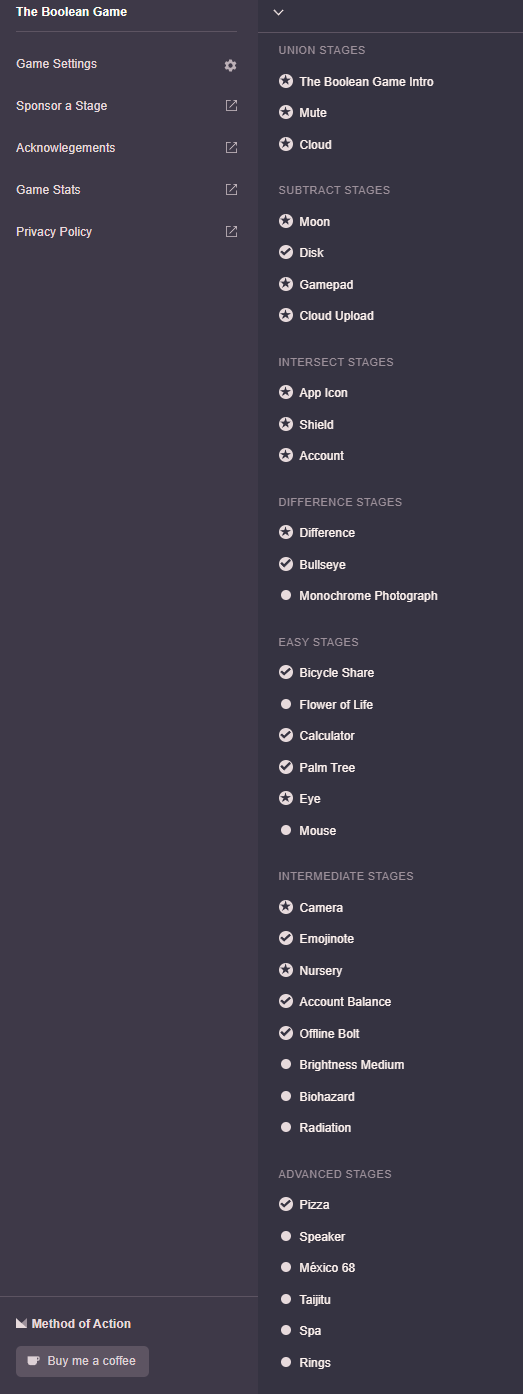 The Boolean Game
Game Settings
Sponsor a Stage
Acknowlegements
Game Stats
Privacy Policy
Method of Action
Buy me a coffee
UNION STAGES
The Boolean Game Intro
Mute
Cloud
SUBTRACT STAGES
Moon
Disk
Gamepad
Cloud Upload
INTERSECT STAGES
App Icon
Shield
Account
DIFFERENCE STAGES
Difference
Bullseye
Monochrome Photograph
EASY STAGES
Bicycle Share
Flower of Life
Calculator
Palm Tree
Eye
Mouse
INTERMEDIATE STAGES
Camera
Emojinote
Nursery
Account Balance
Offline Bolt
Brightness Medium
Biohazard
Radiation
ADVANCED STAGES
Pizza
Speaker
México 68
Taijitu
Spa
Rings